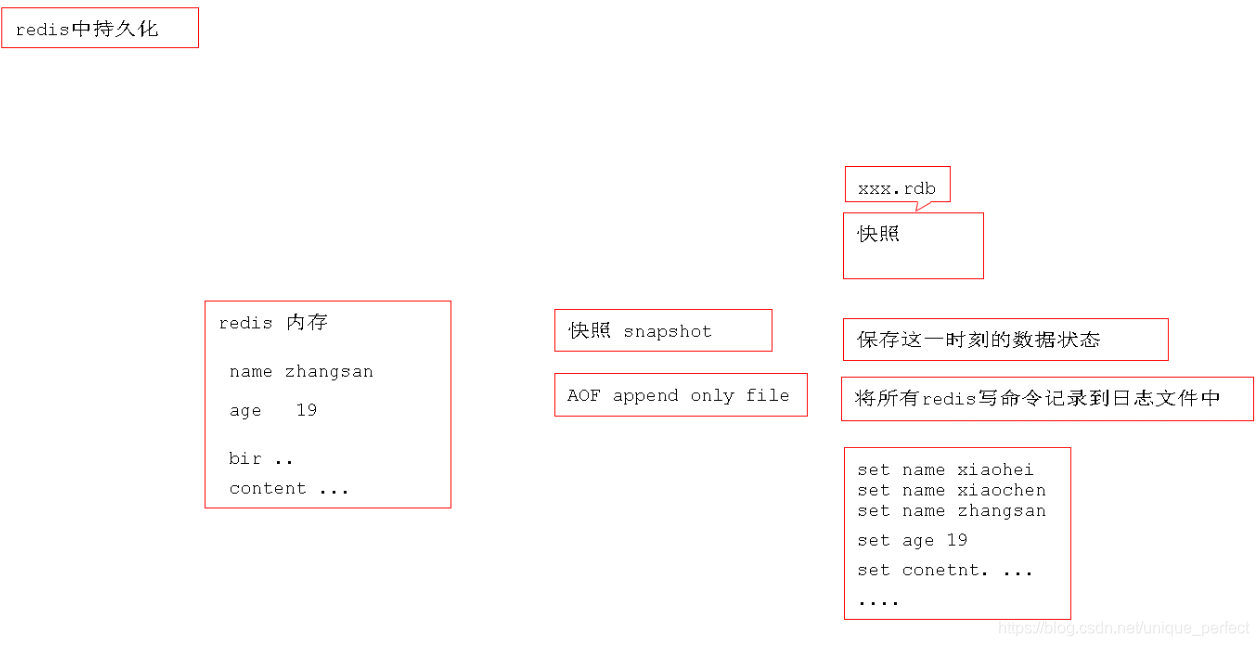 redis中持久化
xxx.rdb
快照
redis 内存
name zhangsan
age 19
bir ..
content ...
快照 snapshot
AOF append only file
保存这一时刻的数据状态
将所有redis写命令记录到日志文件中
set name xiaohei
set name xiaochen
set name zhangsan
set age 19
set conetnt. ...
....
https://blog.csdn.net/unique_perfect